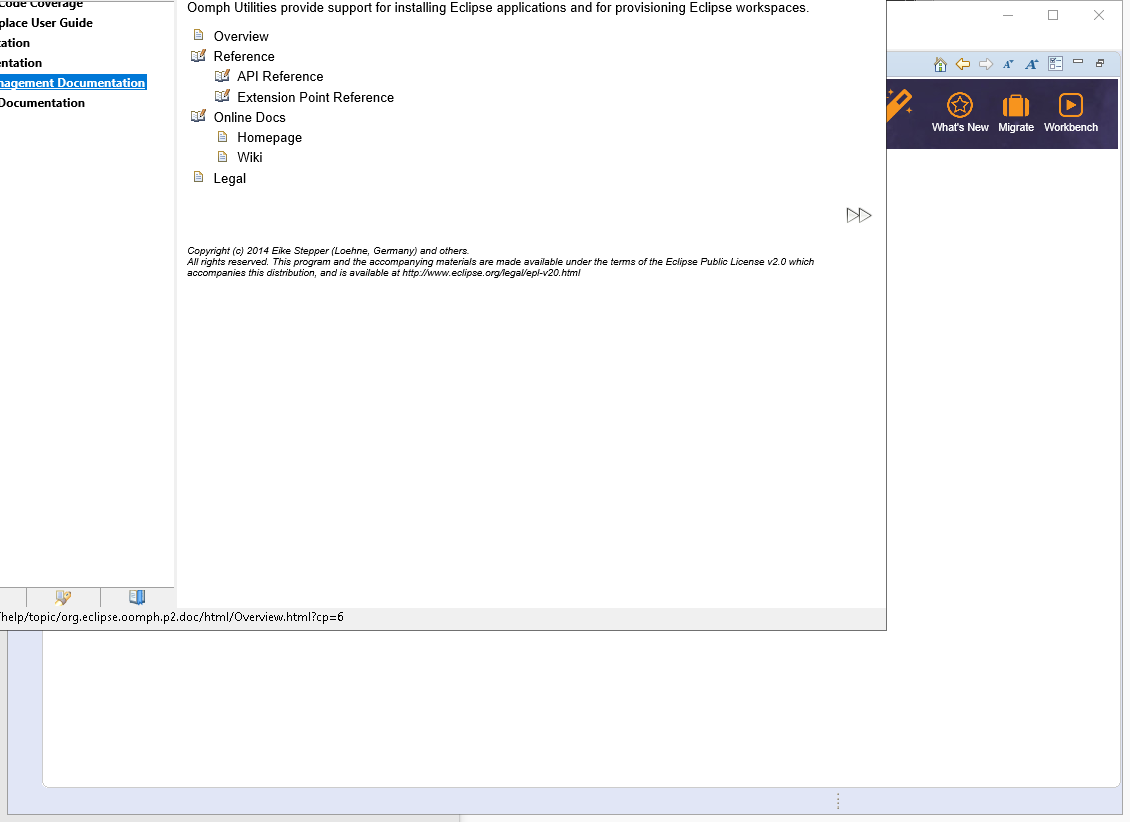 Code Coverage
place User Guide
ation
entation
nagement Documentation
Documentation
Oomph Utilities provide support for installing Eclipse applications and for provisioning Eclipse workspaces.
Overview
Reference
API Reference
Extension Point Reference
Online Docs
Homepage
Wiki
Legal
Copyright (c) 2014 Eike Stepper (Loehne, Germany) and others.
All rights reserved. This program and the accompanying materials are made available under the terms of the Eclipse Public License v2.0 which
accompanies this distribution, and is available at http://www.eclipse.org/legal/epl-v20.html
What's New Migrate Workbench
help/topic/org.eclipse.oomph.p2.doc/html/Overview.html?cp=6